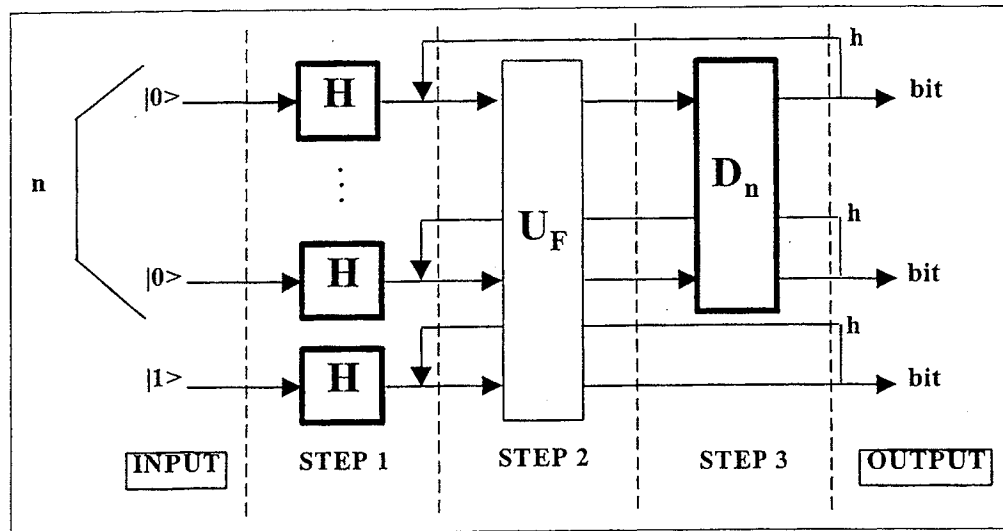 h
|0>
H
bit
n
D_n
h
U_F
|0>
H
bit
h
|1>
H
bit
INPUT
STEP 1
STEP 2
STEP 3
OUTPUT